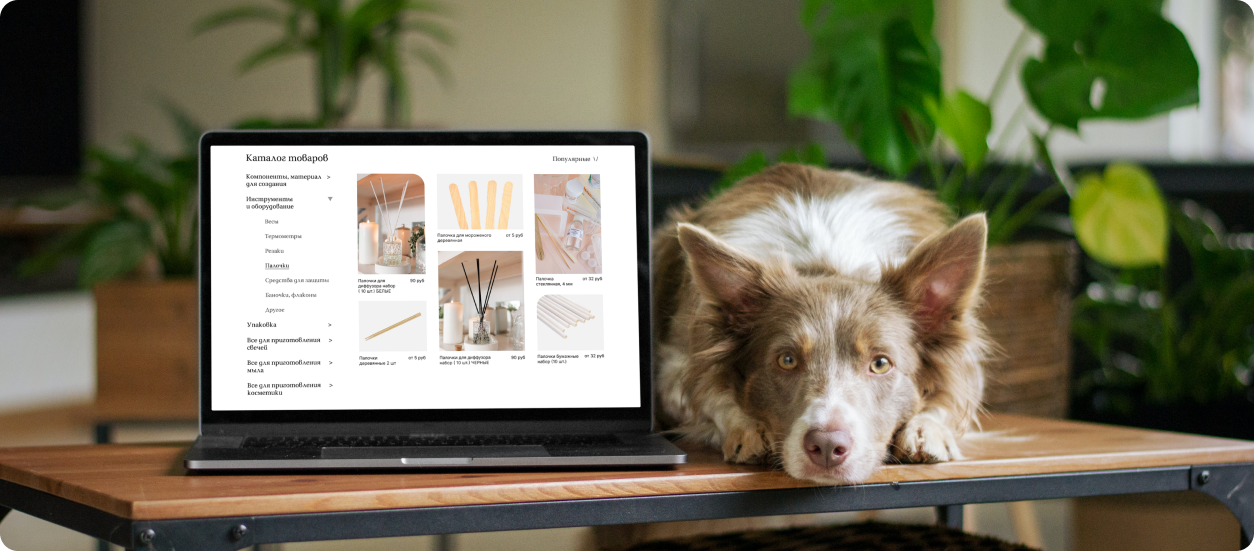 Каталог товаров
Популярные \/
Компоненты, материал >
для создания
Инструменты
и оборудование
Весы
Термометры
Резаки
Палочки
Средства для защиты
Баночки, флаконы
Другое
Упаковка >
Все для приготовления >
свечей
Все для приготовления >
мыла
Все для приготовления >
косметики
Палочки для 90 руб
диффузора набор
( 10 шт.) БЕЛЫЕ
Палочка для мороженого от 5 руб
деревянная
Палочка от 32 руб
стеклянная, 4 мм
Палочки от 5 руб
деревянные 2 шт
Палочки для диффузора 90 руб
набор ( 10 шт.) ЧЕРНЫЕ
Палочки бумажные от 32 руб
набор (10 шт.)